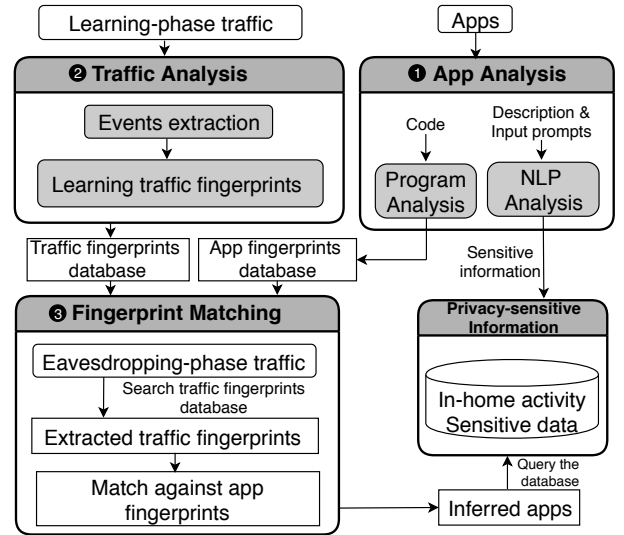 Learning-phase traffic
❷ Traffic Analysis
Events extraction
Learning traffic fingerprints
Apps
❶ App Analysis
Code
Description &
Input prompts
Program
Analysis
NLP
Analysis
Traffic fingerprints
database
App fingerprints
database
Sensitive
information
❸ Fingerprint Matching
Eavesdropping-phase traffic
Search traffic fingerprints
database
Extracted traffic fingerprints
Match against app
fingerprints
Privacy-sensitive
Information
In-home activity
Sensitive data
Query the
database
Inferred apps